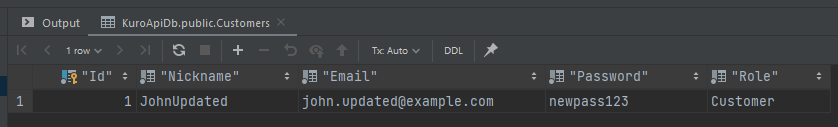 Output KuroApiDb.public.Customers
1 row Tx: Auto DDL
"Id" "Nickname" "Email" "Password" "Role"
1 1 JohnUpdated john.updated@example.com newpass123 Customer